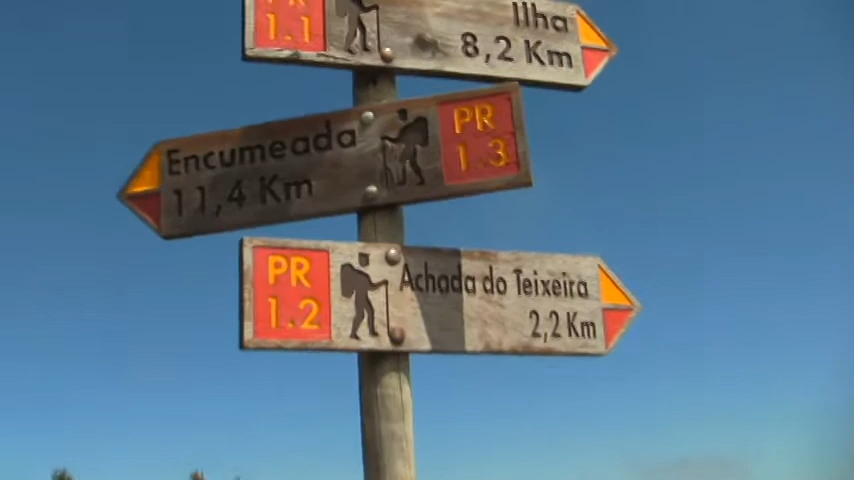 PR
1.1
Ilha
8,2 Km
Encumeada
11,4 Km
PR
1.3
PR
1.2
Achada do Teixeira
2,2 Km